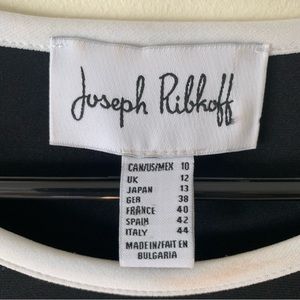 Joseph Ribkoff
CAN/US/MEX 10
UK 12
JAPAN 13
GER 38
FRANCE 40
SPAIN 42
ITALY 44
MADE IN/FAIT EN
BULGARIA